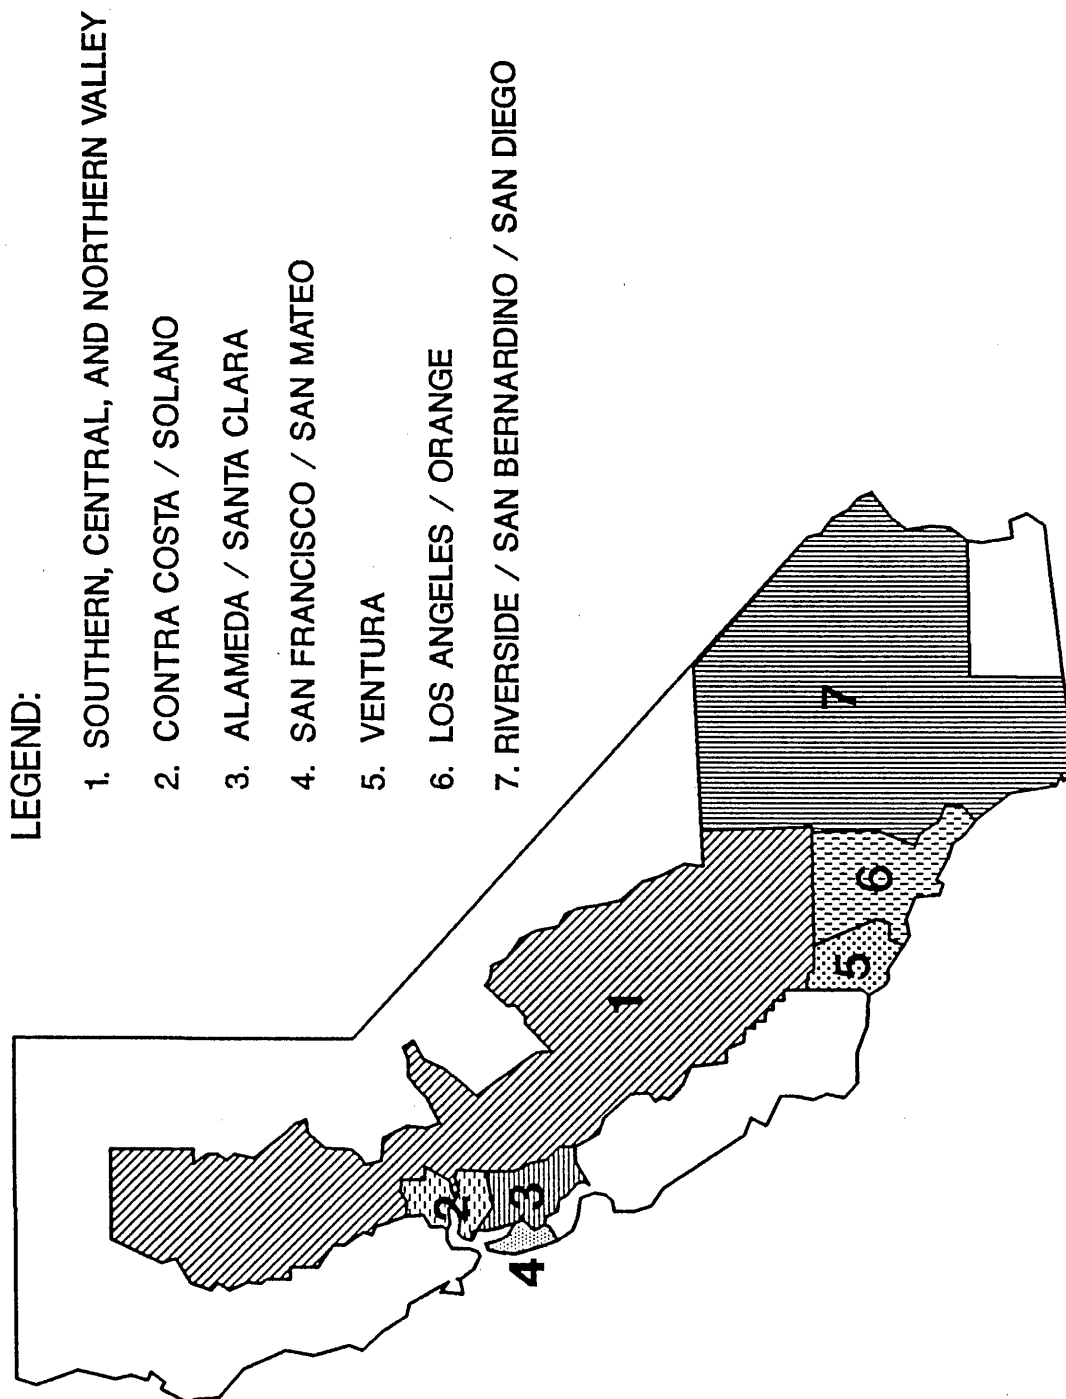 LEGEND:
1. SOUTHERN, CENTRAL, AND NORTHERN VALLEY
2. CONTRA COSTA / SOLANO
3. ALAMEDA / SANTA CLARA
4. SAN FRANCISCO / SAN MATEO
5. VENTURA
6. LOS ANGELES / ORANGE
7. RIVERSIDE / SAN BERNARDINO / SAN DIEGO
1
2
2
3
4
5
6
7